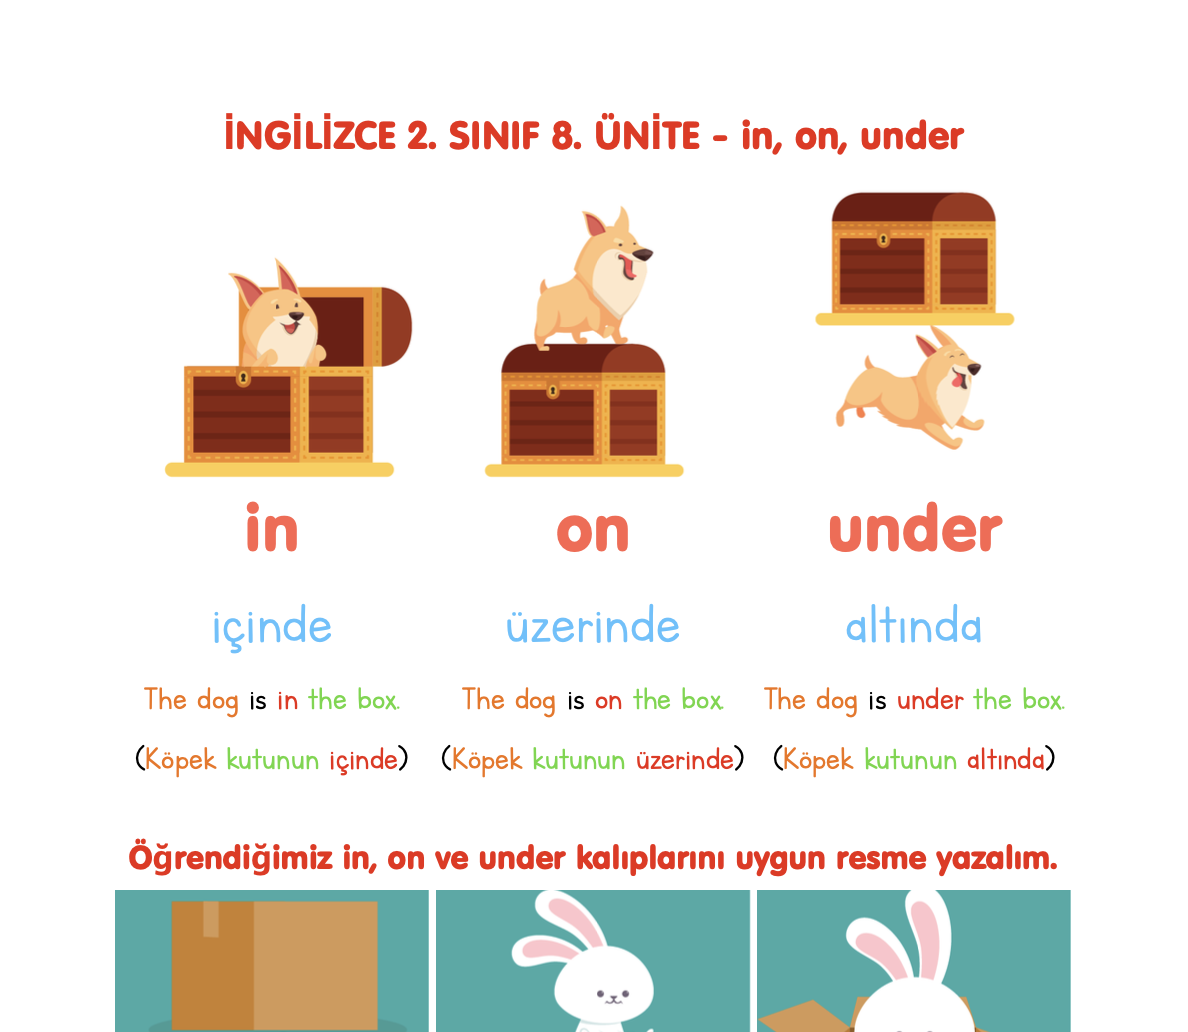 İNGİLİZCE 2. SINIF 8. ÜNİTE - in, on, under
in on under
içinde üzerinde altında
The dog is in the box. The dog is on the box. The dog is under the box.
(Köpek kutunun içinde) (Köpek kutunun üzerinde) (Köpek kutunun altında)
Öğrendiğimiz in, on ve under kalıplarını uygun resme yazalım.